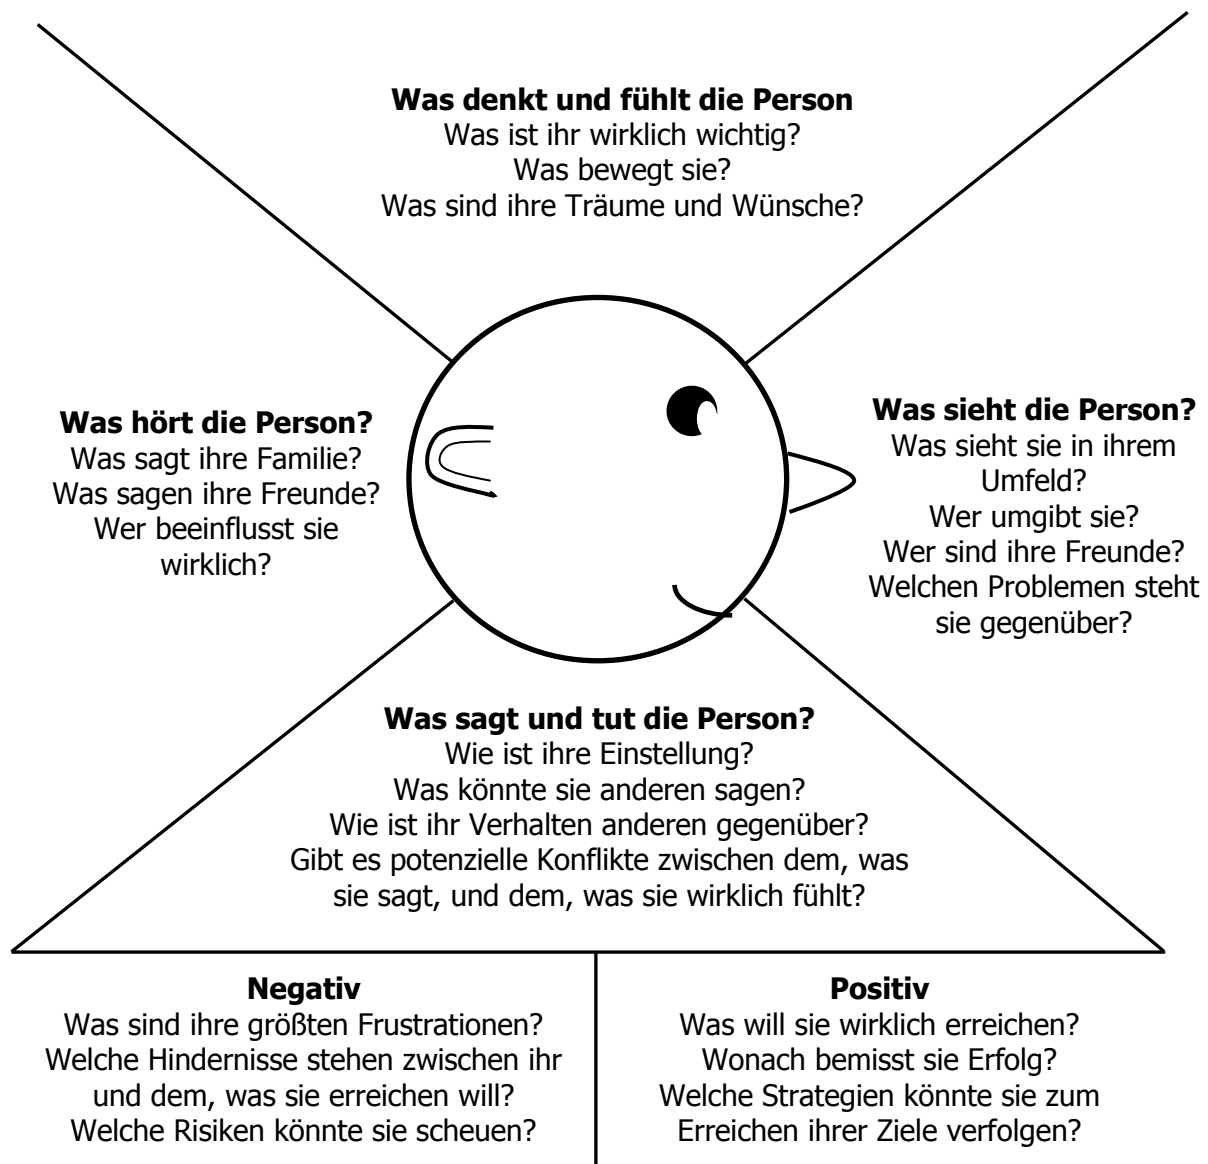 Was denkt und fühlt die Person
Was ist ihr wirklich wichtig?
Was bewegt sie?
Was sind ihre Träume und Wünsche?
Was hört die Person?
Was sagt ihre Familie?
Was sagen ihre Freunde?
Wer beeinflusst sie
wirklich?
Was sieht die Person?
Was sieht sie in ihrem
Umfeld?
Wer umgibt sie?
Wer sind ihre Freunde?
Welchen Problemen steht
sie gegenüber?
Was sagt und tut die Person?
Wie ist ihre Einstellung?
Was könnte sie anderen sagen?
Wie ist ihr Verhalten anderen gegenüber?
Gibt es potenzielle Konflikte zwischen dem, was
sie sagt, und dem, was sie wirklich fühlt?
Negativ
Was sind ihre größten Frustrationen?
Welche Hindernisse stehen zwischen ihr
und dem, was sie erreichen will?
Welche Risiken könnte sie scheuen?
Positiv
Was will sie wirklich erreichen?
Wonach bemisst sie Erfolg?
Welche Strategien könnte sie zum
Erreichen ihrer Ziele verfolgen?